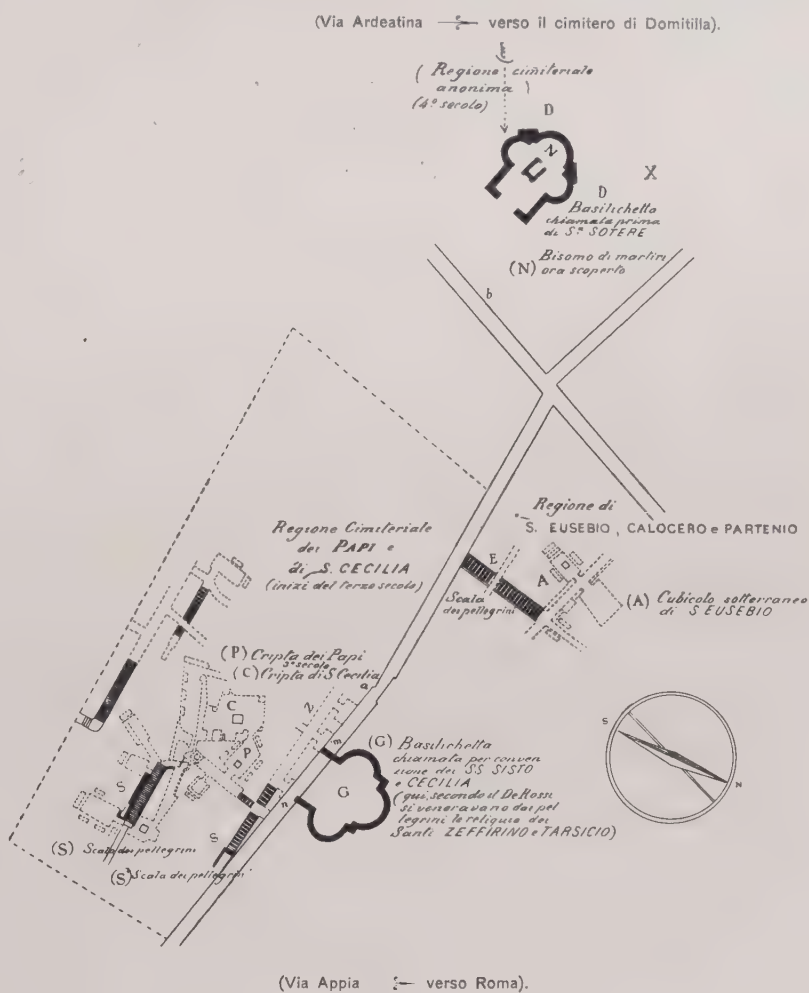 (Via Ardeatina verso il cimitero di Domitilla).
(Regione cimiteriale
anonima)
(4º secolo)
D
N
X
D
Basilichetta
chiamata prima
di Sª SOTERE
(N) Bisomo di martiri
ora scoperto
b
Regione di
S. EUSEBIO, CALOCERO e PARTENIO
Regione Cimiteriale
dei PAPI e
di S. CECILIA
(inizi del terzo secolo)
E
A
Scala
dei pellegrini
(A) Cubicolo sotterraneo
di S EUSEBIO
(P) Cripta dei Papi
3º secolo
(C) Cripta di S Cecilia
a
C
Z
P
m
n
(G) Basilichetta
chiamata per conven
zione dei SS SISTO
e CECILIA
(qui, secondo il De Rossi
si veneravano dai pel
legrini le reliquie dei
Santi ZEFFIRINO e TARSICIO)
G
S
N
S
S
(S) Scala dei pellegrini
(S) Scala dei pellegrini
(Via Appia verso Roma).